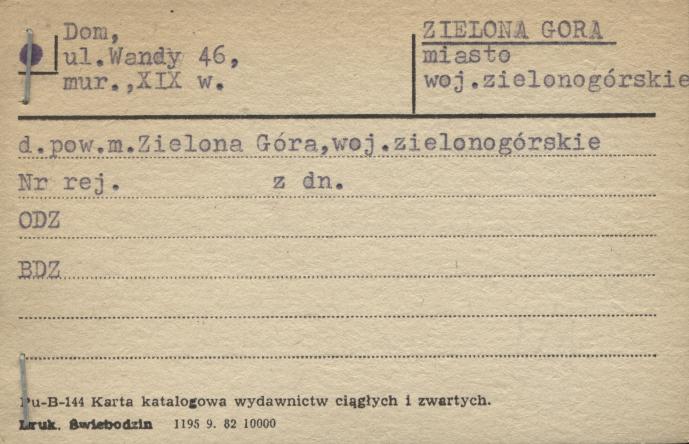 Dom,
ul.Wandy 46,
mur.,XIX w.
ZIELONA GORA
miasto
woj.zielonogórskie
d.pow.m.Zielona Góra,woj.zielonogórskie
Nr rej. z dn.
ODZ
BDZ
Pu-B-144 Karta katalogowa wydawnictw ciągłych i zwartych.
Druk. Świebodzin 1195 9. 82 10000